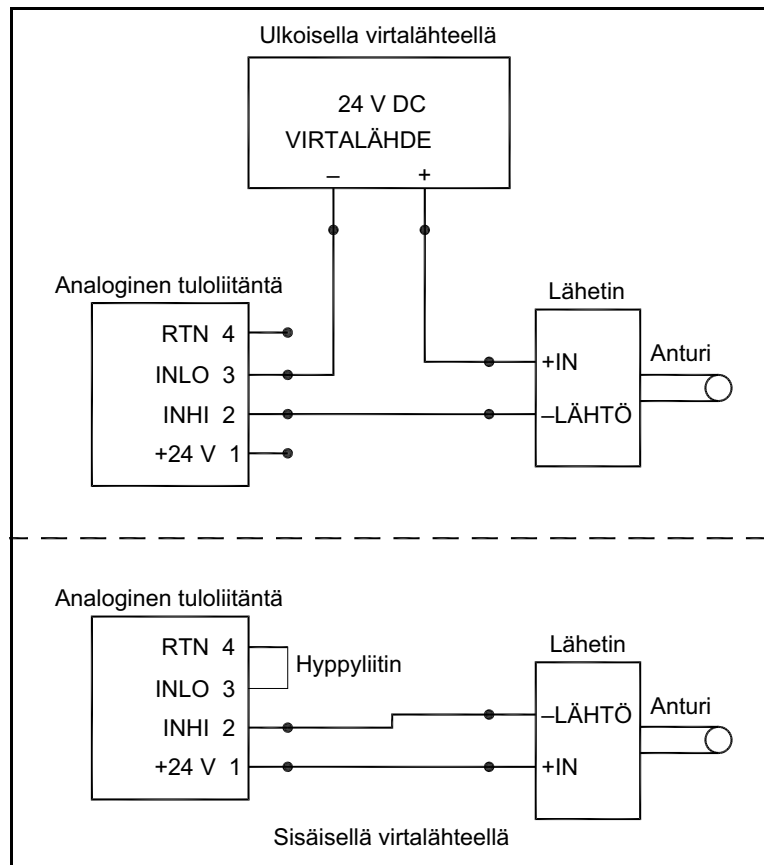 Ulkoisella virtalähteellä
24 V DC
VIRTALÄHDE
– +
Analoginen tuloliitäntä
RTN 4
INLO 3
INHI 2
+24 V 1
Lähetin
+IN
–LÄHTÖ
Anturi
Analoginen tuloliitäntä
RTN 4
INLO 3
INHI 2
+24 V 1
Hyppyliitin
Lähetin
–LÄHTÖ
+IN
Anturi
Sisäisellä virtalähteellä